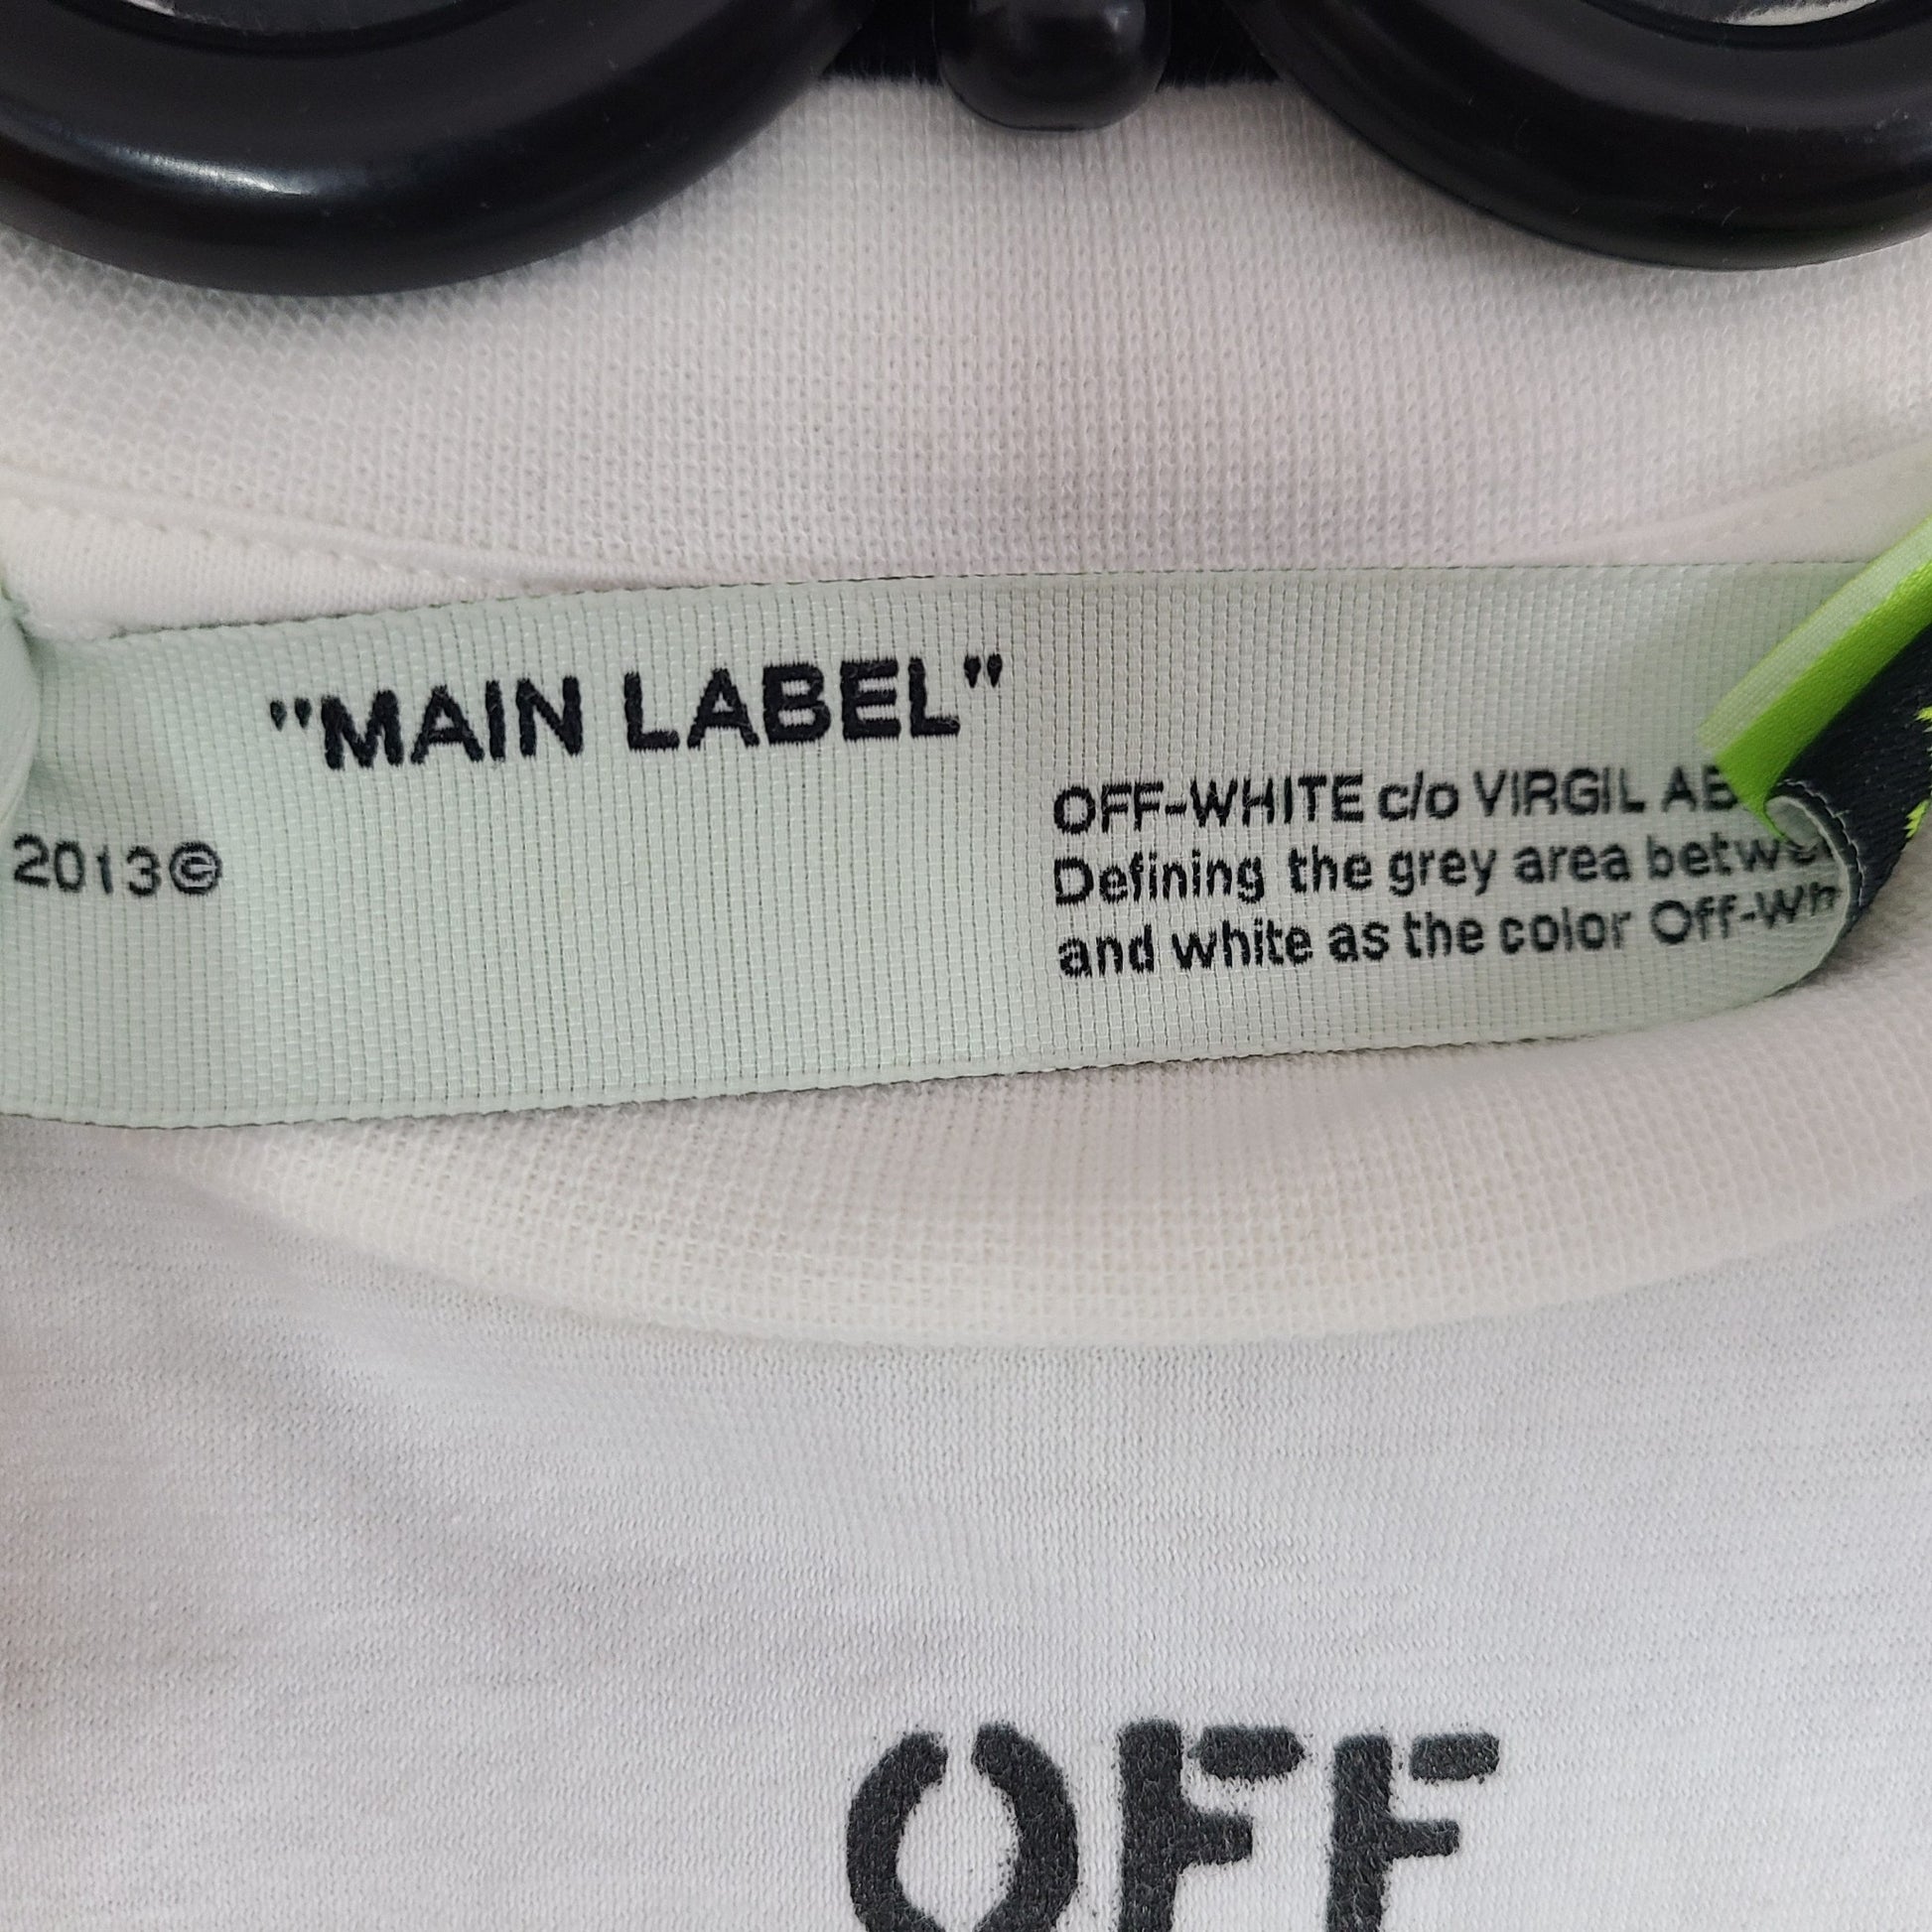 "MAIN LABEL"
2013©
OFF-WHITE c/o VIRGIL
Defining the grey area
and white as the color
OFF